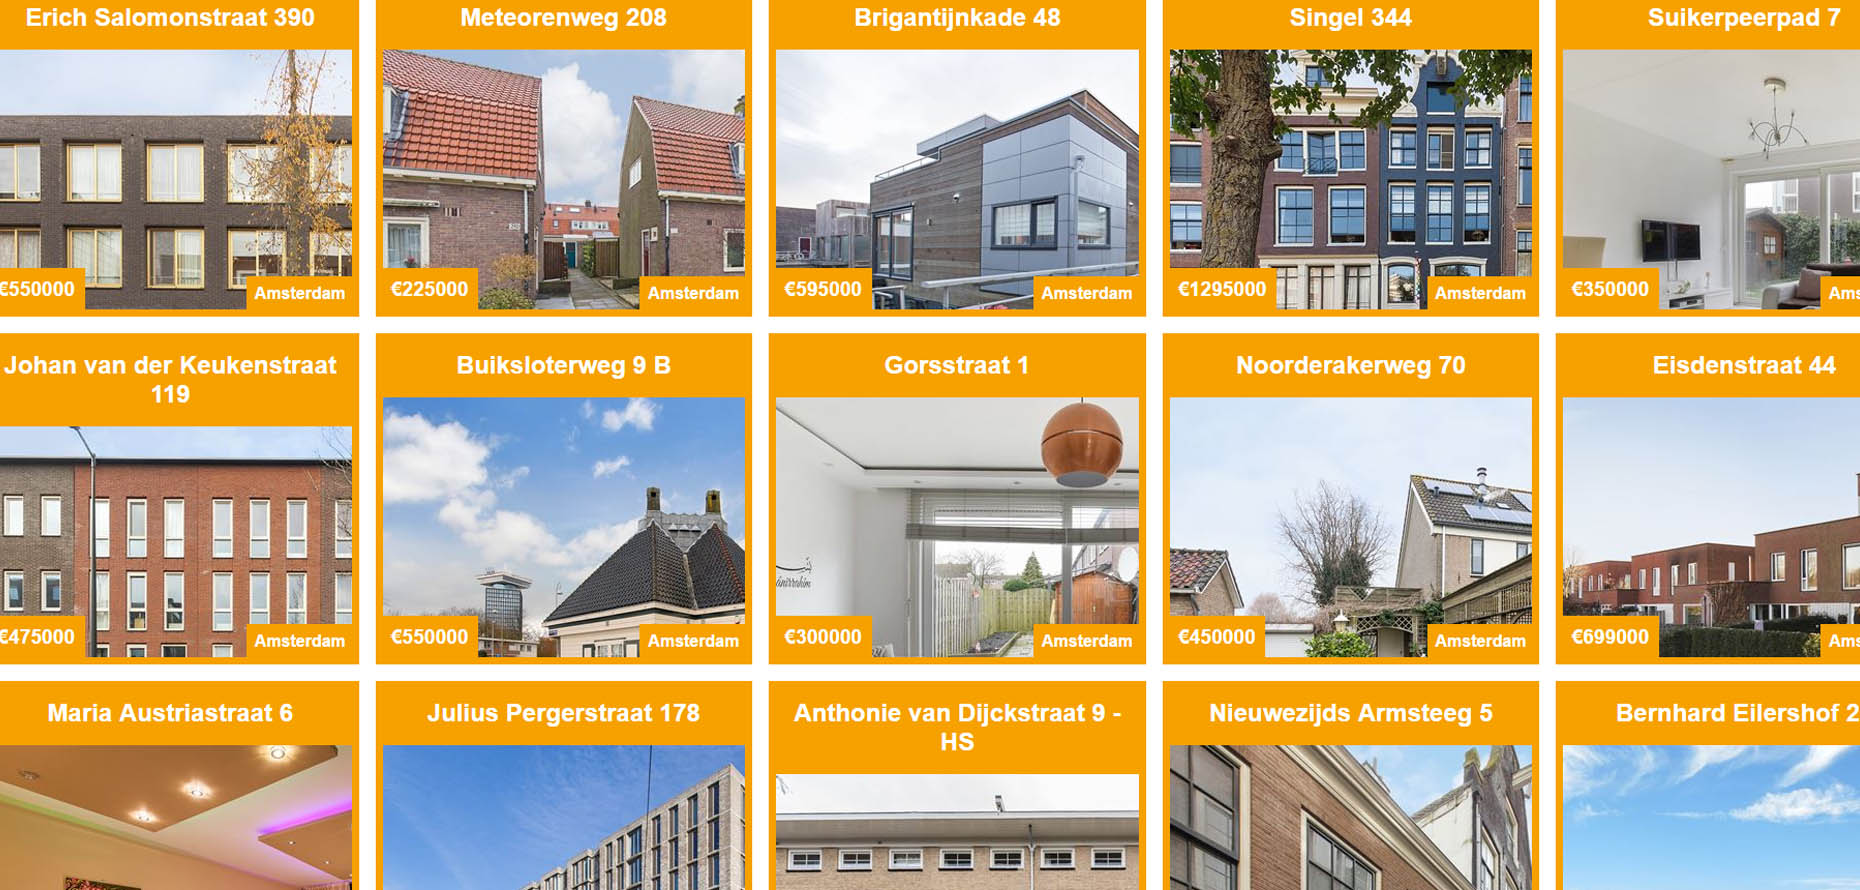 Erich Salomonstraat 390
Meteorenweg 208
Brigantijnkade 48
Singel 344
Suikerpeerpad 7
€550000
Amsterdam
€225000
Amsterdam
€595000
Amsterdam
€1295000
Amsterdam
€350000
Ams
Johan van der Keukenstraat
119
Buiksloterweg 9 B
Gorsstraat 1
Noorderakerweg 70
Eisdenstraat 44
€475000
Amsterdam
€550000
Amsterdam
€300000
Amsterdam
€450000
Amsterdam
€699000
Ams
Maria Austriastraat 6
Julius Pergerstraat 178
Anthonie van Dijckstraat 9 -
HS
Nieuwezijds Armsteeg 5
Bernhard Eilershof 2